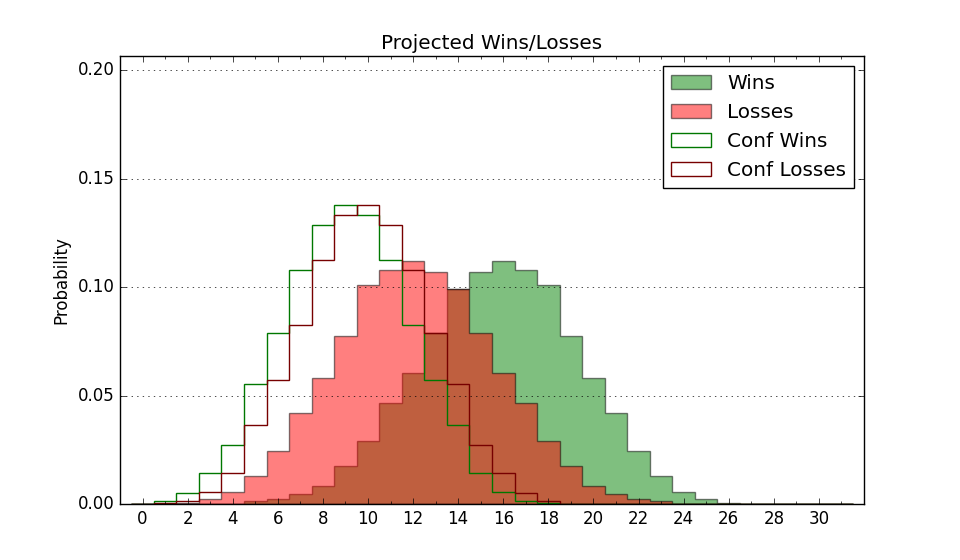 Projected Wins/Losses
0.20
0.15
0.10
0.05
0.00
Probability
Wins
Losses
Conf Wins
Conf Losses
0 2 4 6 8 10 12 14 16 18 20 22 24 26 28 30